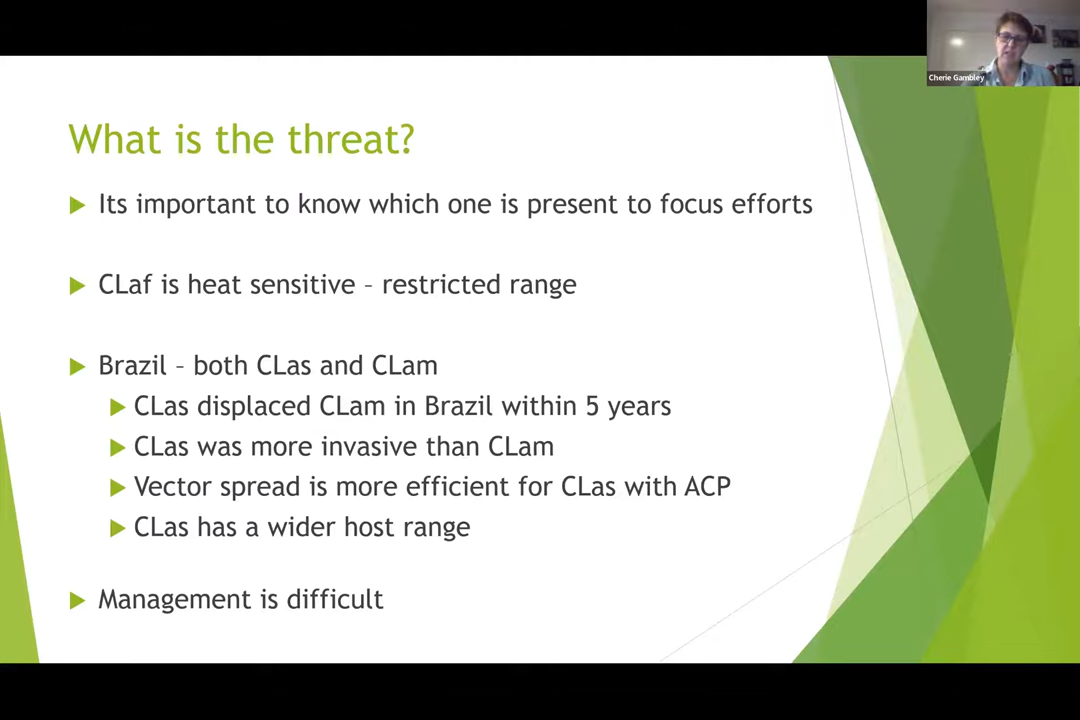 Cherie Gambley
What is the threat?
Its important to know which one is present to focus efforts
CLaf is heat sensitive – restricted range
Brazil – both CLas and CLam
CLas displaced CLam in Brazil within 5 years
CLas was more invasive than CLam
Vector spread is more efficient for CLas with ACP
CLas has a wider host range
Management is difficult